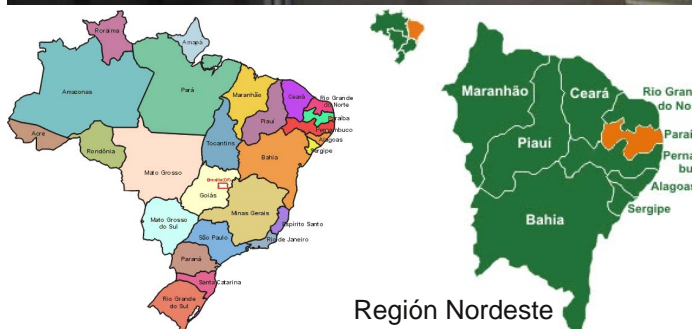 Roraima
Amapá
Amazonas
Pará
Maranhão
Ceará
Rio Grande
do Norte
Paraíba
Piauí
Pernambuco
Acre
Alagoas
Sergipe
Rondônia
Tocantins
Mato Grosso
Bahia
Goiás
Mato Grosso
do Sul
Minas Gerais
Espírito Santo
São Paulo
Rio de Janeiro
Paraná
Santa Catarina
Rio Grande
do Sul
Maranhão
Ceará
Rio Gran
do No
Piauí
Paraí
Perna
bu
Alagoas
Sergipe
Bahia
Región Nordeste